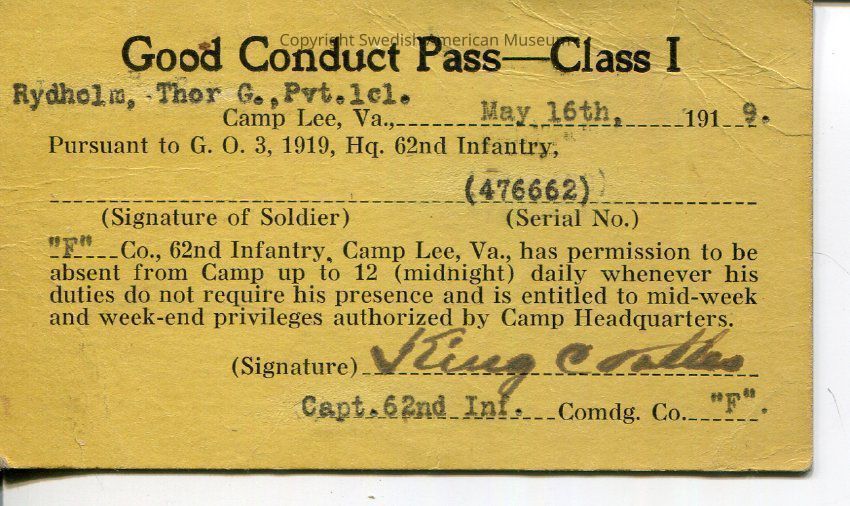 Copyright Swedish American Museum
Good Conduct Pass—Class I
Rydholm, Thor G., Pvt.1cl.
Camp Lee, Va., May 16th, 1919.
Pursuant to G. O. 3, 1919, Hq. 62nd Infantry,
(476662)
(Signature of Soldier) (Serial No.)
"F" Co., 62nd Infantry, Camp Lee, Va., has permission to be
absent from Camp up to 12 (midnight) daily whenever his
duties do not require his presence and is entitled to mid-week
and week-end privileges authorized by Camp Headquarters.
(Signature) King
Capt. 62nd Inf. Comdg. Co. "F".